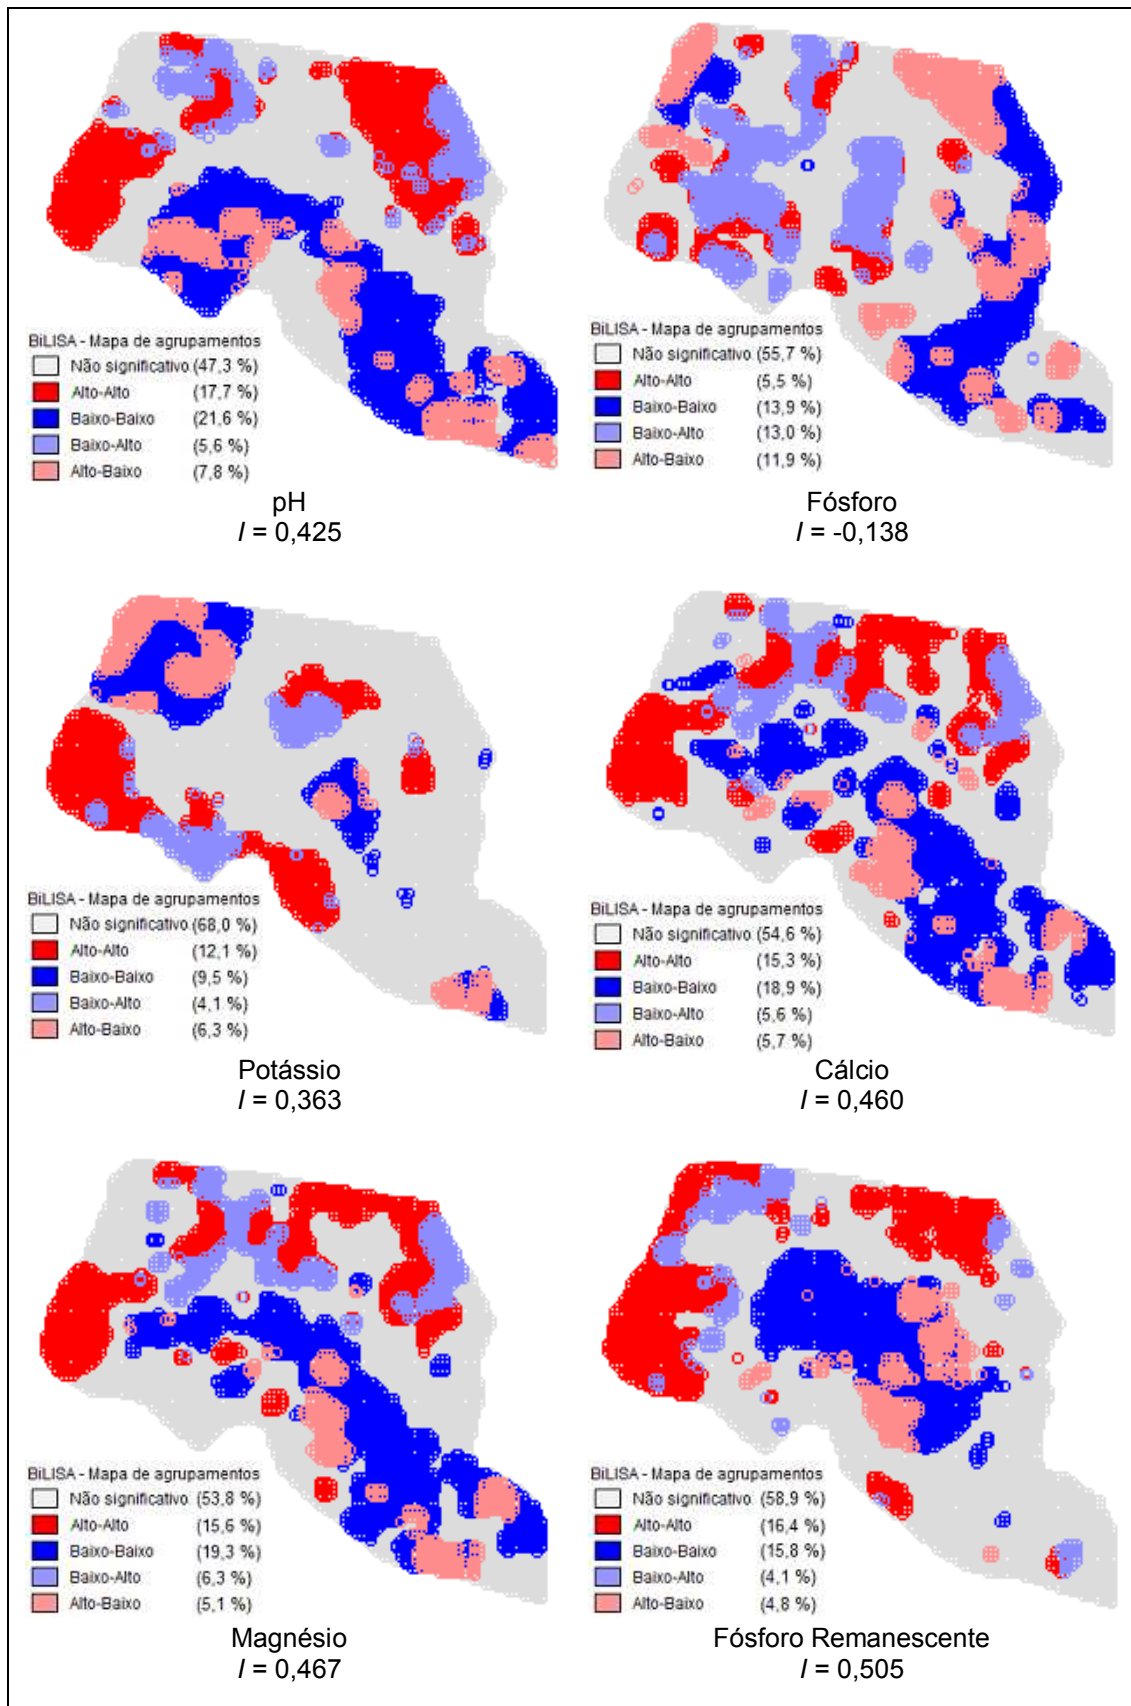 BiLISA - Mapa de agrupamentos
Não significativo (47,3 %)
Alto-Alto (17,7 %)
Baixo-Baixo (21,6 %)
Baixo-Alto (5,6 %)
Alto-Baixo (7,8 %)
pH
I = 0,425
BiLISA - Mapa de agrupamentos
Não significativo (55,7 %)
Alto-Alto (5,5 %)
Baixo-Baixo (13,9 %)
Baixo-Alto (13,0 %)
Alto-Baixo (11,9 %)
Fósforo
I = -0,138
BiLISA - Mapa de agrupamentos
Não significativo (68,0 %)
Alto-Alto (12,1 %)
Baixo-Baixo (9,5 %)
Baixo-Alto (4,1 %)
Alto-Baixo (6,3 %)
Potássio
I = 0,363
BiLISA - Mapa de agrupamentos
Não significativo (54,6 %)
Alto-Alto (15,3 %)
Baixo-Baixo (18,9 %)
Baixo-Alto (5,6 %)
Alto-Baixo (5,7 %)
Cálcio
I = 0,460
BiLISA - Mapa de agrupamentos
Não significativo (53,8 %)
Alto-Alto (15,6 %)
Baixo-Baixo (19,3 %)
Baixo-Alto (6,3 %)
Alto-Baixo (5,1 %)
Magnésio
I = 0,467
BiLISA - Mapa de agrupamentos
Não significativo (58,9 %)
Alto-Alto (16,4 %)
Baixo-Baixo (15,8 %)
Baixo-Alto (4,1 %)
Alto-Baixo (4,8 %)
Fósforo Remanescente
I = 0,505